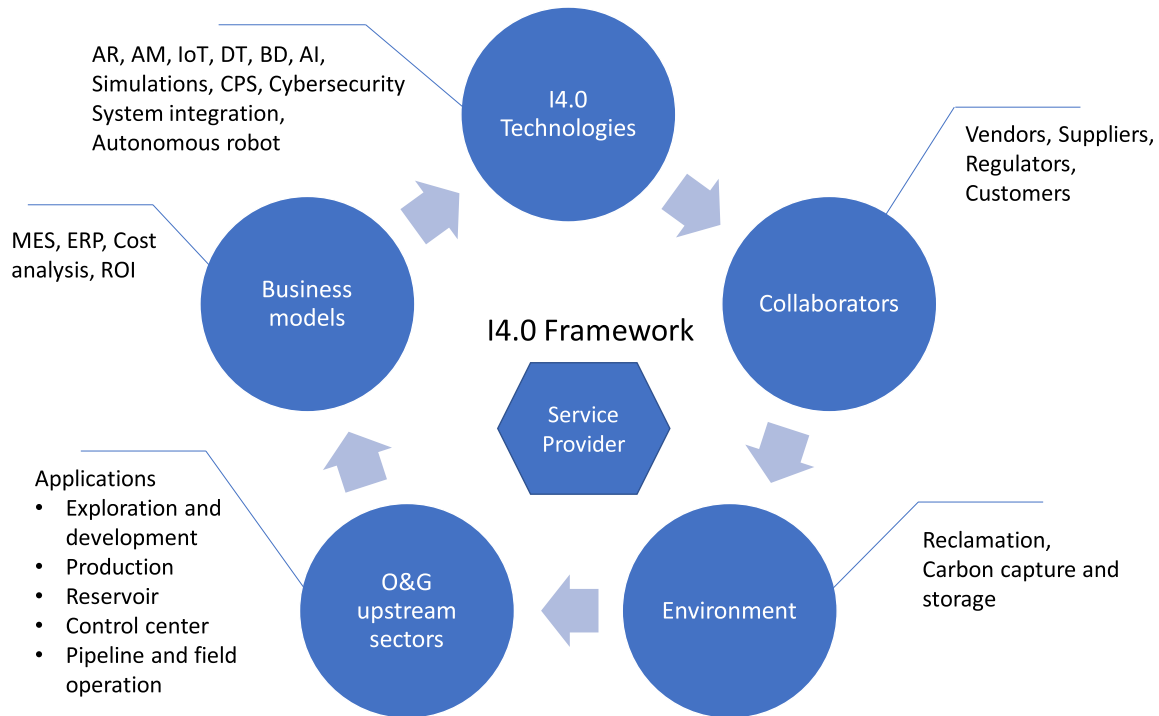 AR, AM, IoT, DT, BD, AI,
Simulations, CPS, Cybersecurity
System integration,
Autonomous robot
I4.0
Technologies
Vendors, Suppliers,
Regulators,
Customers
MES, ERP, Cost
analysis, ROI
Business
models
Collaborators
I4.0 Framework
Service
Provider
Applications
• Exploration and
development
• Production
• Reservoir
• Control center
• Pipeline and field
operation
O&G
upstream
sectors
Environment
Reclamation,
Carbon capture and
storage